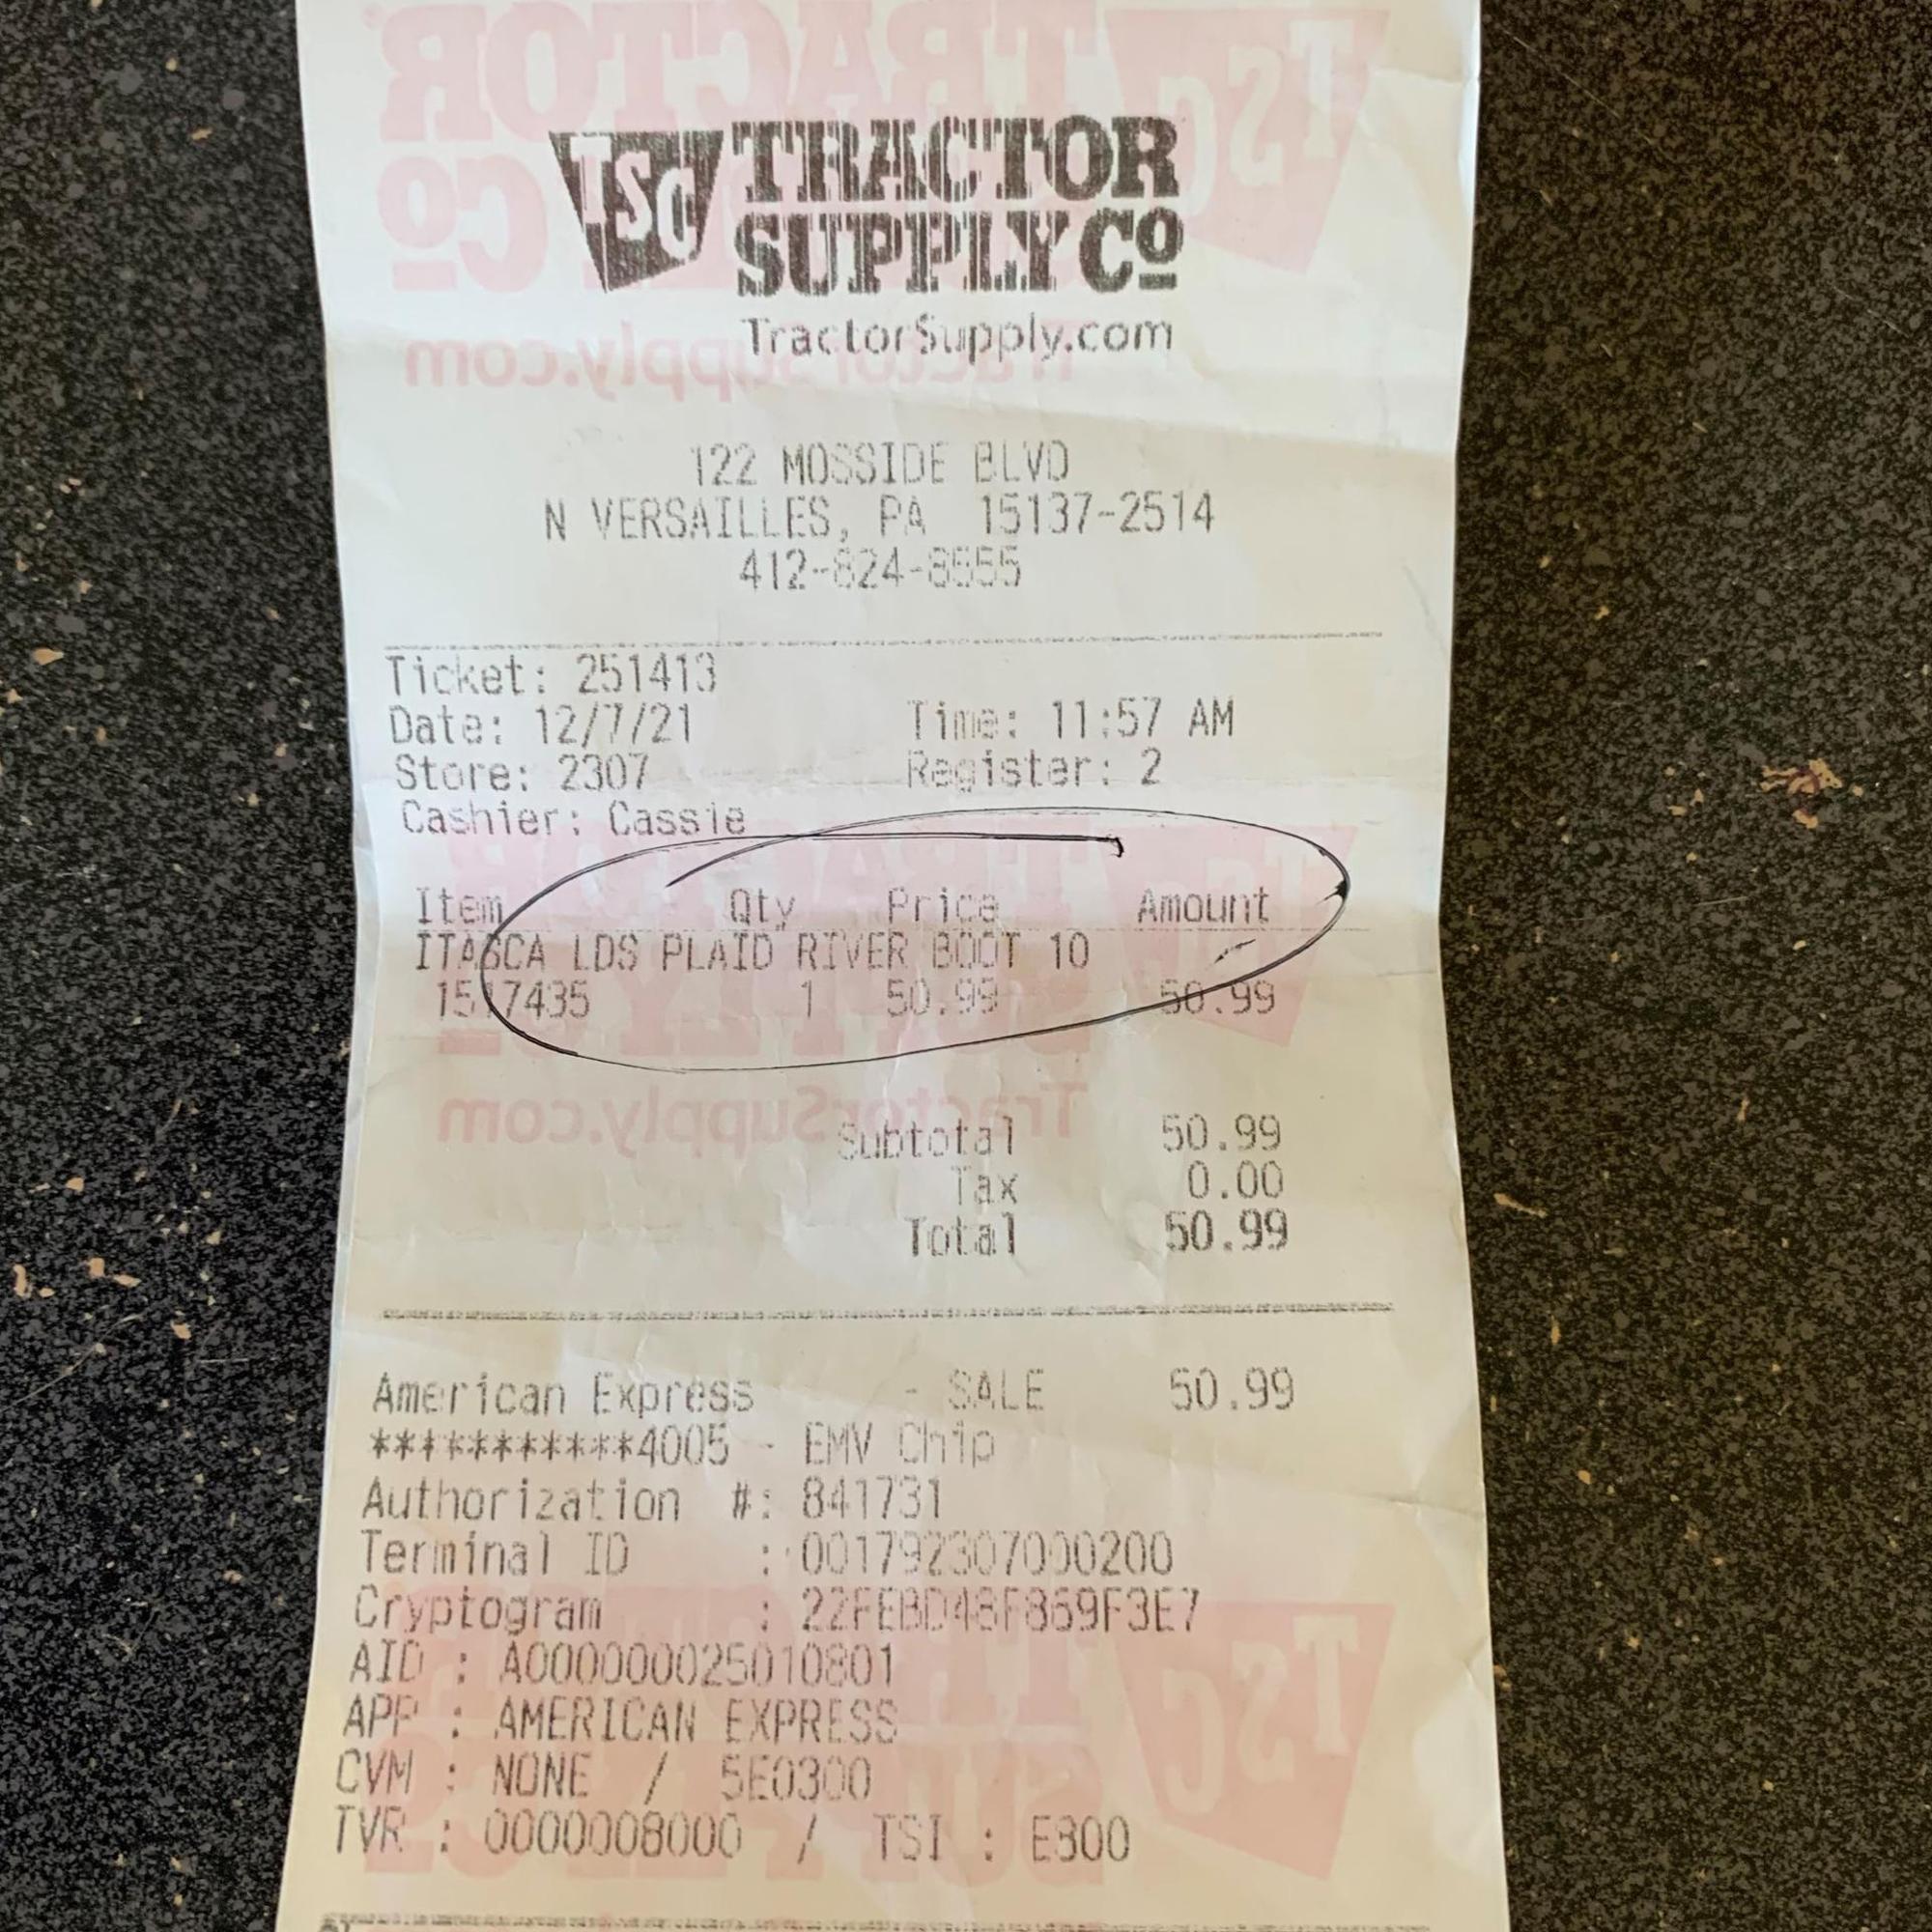 TSC TRACTOR
SUPPLY Co
TractorSupply.com
122 MOSSIDE BLVD
N VERSAILLES, PA 15137-2514
412-824-8555
Ticket: 251413
Date: 12/7/21 Time: 11:57 AM
Store: 2307 Register: 2
Cashier: Cassie
Item Qty Price Amount
ITASCA LDS PLAID RIVER BOOT 10
1517435 1 50.99 50.99
Subtotal 50.99
Tax 0.00
Total 50.99
American Express - SALE 50.99
***********4005 - EMV Chip
Authorization #: 841731
Terminal ID : 001792307000200
Cryptogram :
AID : A000000025010801
APP : AMERICAN EXPRESS
CVM : NONE / 5E0300
TVR : 0000008000 / TSI : E800